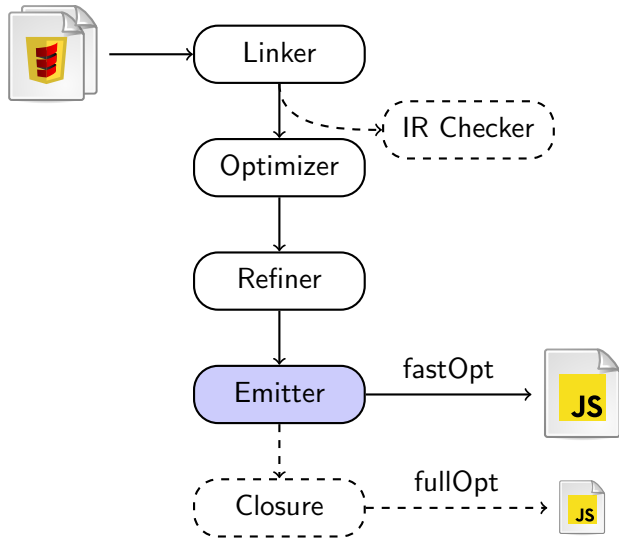 Linker
IR Checker
Optimizer
Refiner
Emitter
fastOpt
JS
Closure
fullOpt
JS